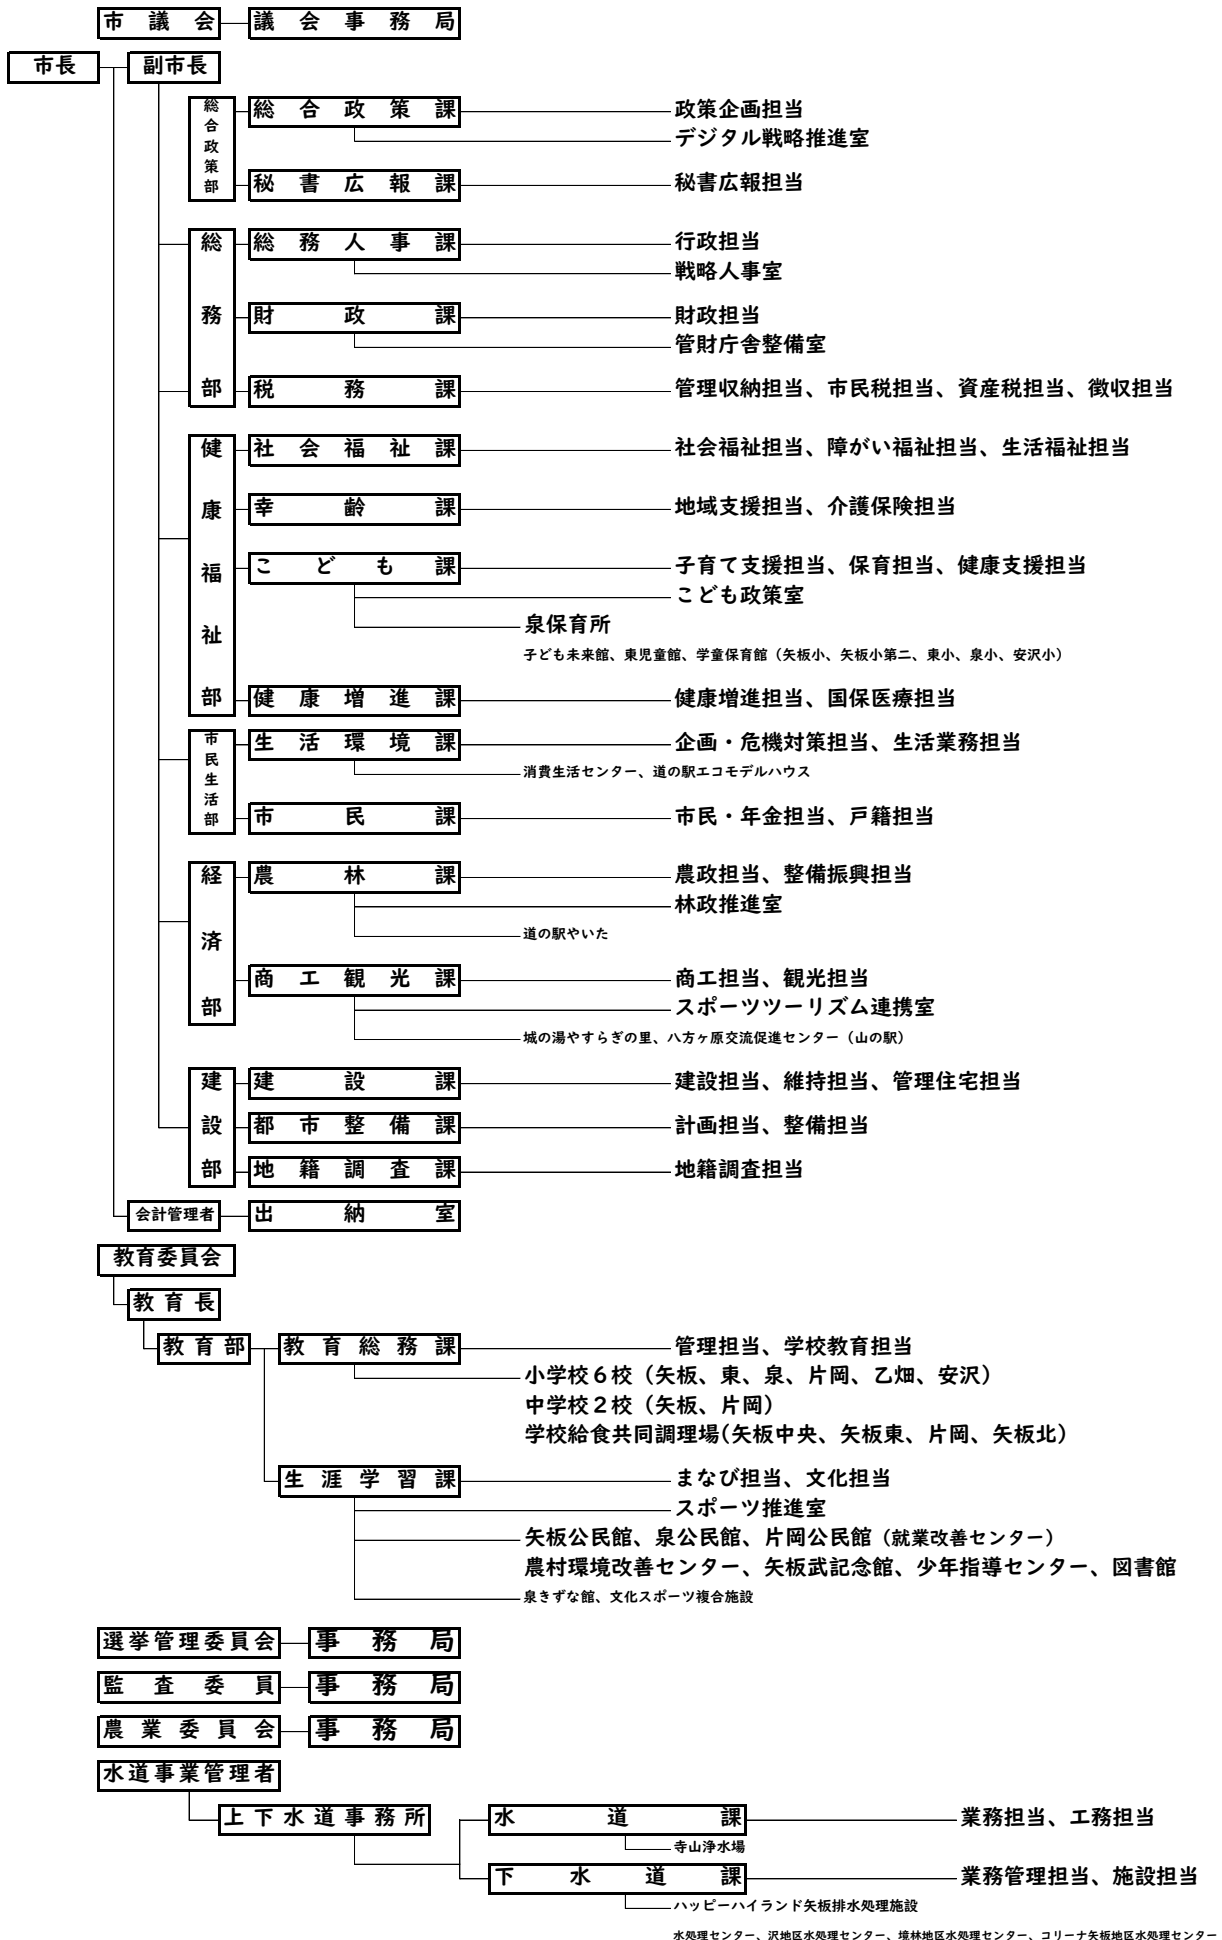 市議会 議会事務局
市長 副市長
総合政策部 総合政策課 政策企画担当
デジタル戦略推進室
秘書広報課 秘書広報担当
総務部 総務人事課 行政担当
戦略人事室
財政課 財政担当
管財庁舎整備室
税務課 管理収納担当、市民税担当、資産税担当、徴収担当
健康福祉部 社会福祉課 社会福祉担当、障がい福祉担当、生活福祉担当
幸齢課 地域支援担当、介護保険担当
こども課 子育て支援担当、保育担当、健康支援担当
こども政策室
泉保育所
子ども未来館、東児童館、学童保育館（矢板小、矢板小第二、東小、泉小、安沢小）
健康増進課 健康増進担当、国保医療担当
市民生活部 生活環境課 企画・危機対策担当、生活業務担当
消費生活センター、道の駅エコモデルハウス
市民課 市民・年金担当、戸籍担当
経済部 農林課 農政担当、整備振興担当
林政推進室
道の駅やいた
商工観光課 商工担当、観光担当
スポーツツーリズム連携室
城の湯やすらぎの里、八方ヶ原交流促進センター（山の駅）
建設部 建設課 建設担当、維持担当、管理住宅担当
都市整備課 計画担当、整備担当
地籍調査課 地籍調査担当
会計管理者 出納室
教育委員会
教育長
教育部 教育総務課 管理担当、学校教育担当
小学校６校（矢板、東、泉、片岡、乙畑、安沢）
中学校２校（矢板、片岡）
学校給食共同調理場(矢板中央、矢板東、片岡、矢板北）
生涯学習課 まなび担当、文化担当
スポーツ推進室
矢板公民館、泉公民館、片岡公民館（就業改善センター）
農村環境改善センター、矢板武記念館、少年指導センター、図書館
泉きずな館、文化スポーツ複合施設
選挙管理委員会 事務局
監査委員 事務局
農業委員会 事務局
水道事業管理者
上下水道事務所 水道課 業務担当、工務担当
寺山浄水場
下水道課 業務管理担当、施設担当
ハッピーハイランド矢板排水処理施設
水処理センター、沢地区水処理センター、境林地区水処理センター、コリーナ矢板地区水処理センター